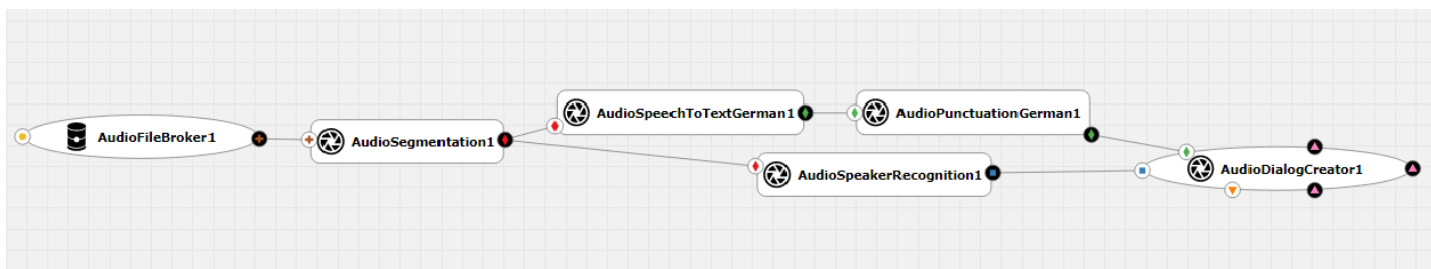 AudioFileBroker1
AudioSegmentation1
AudioSpeechToTextGerman1
AudioPunctuationGerman1
AudioSpeakerRecognition1
AudioDialogCreator1